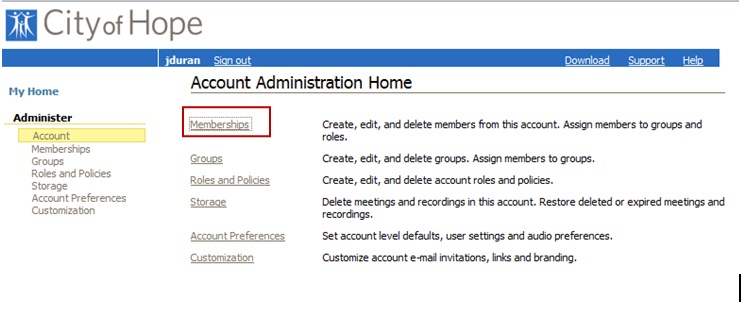 City of Hope
jduran Sign out Download Support Help
My Home
Account Administration Home
Administer
Account
Memberships
Groups
Roles and Policies
Storage
Account Preferences
Customization
Memberships Create, edit, and delete members from this account. Assign members to groups and
roles.
Groups Create, edit, and delete groups. Assign members to groups.
Roles and Policies Create, edit, and delete account roles and policies.
Storage Delete meetings and recordings in this account. Restore deleted or expired meetings and
recordings.
Account Preferences Set account level defaults, user settings and audio preferences.
Customization Customize account e-mail invitations, links and branding.